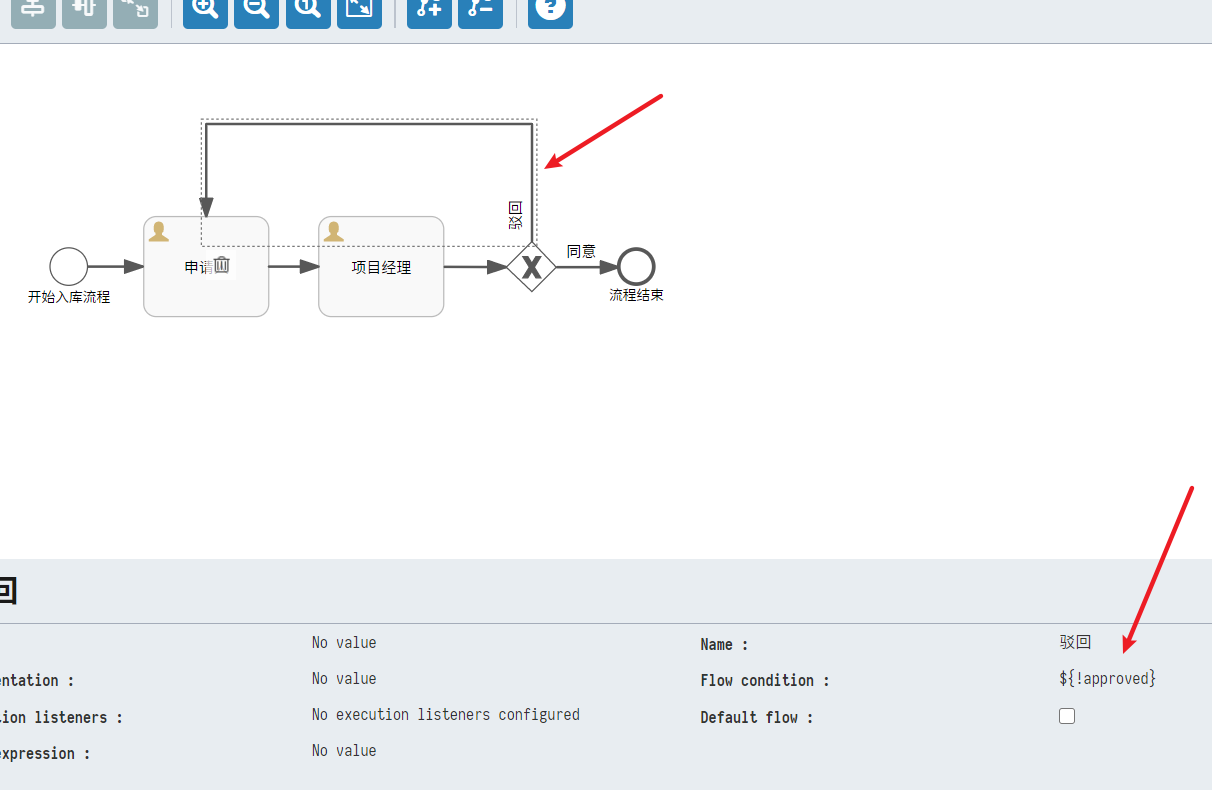 驳回
同意
申请
项目经理
开始入库流程
流程结束
回
No value
Name :
驳回
entation :
No value
Flow condition :
${!approved}
ion listeners :
No execution listeners configured
Default flow :
expression :
No value